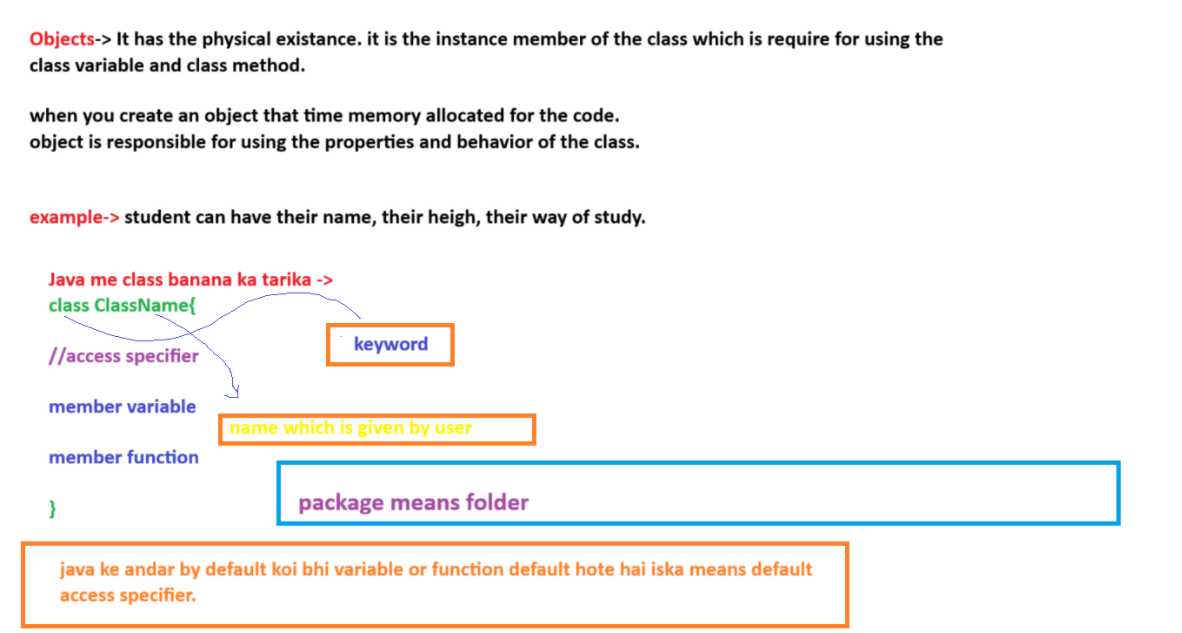 Objects-> It has the physical existance. it is the instance member of the class which is require for using the
class variable and class method.
when you create an object that time memory allocated for the code.
object is responsible for using the properties and behavior of the class.
example-> student can have their name, their heigh, their way of study.
Java me class banana ka tarika ->
class ClassName{
keyword
//access specifier
member variable
name which is given by user
member function
package means folder
}
java ke andar by default koi bhi variable or function default hote hai iska means default
access specifier.